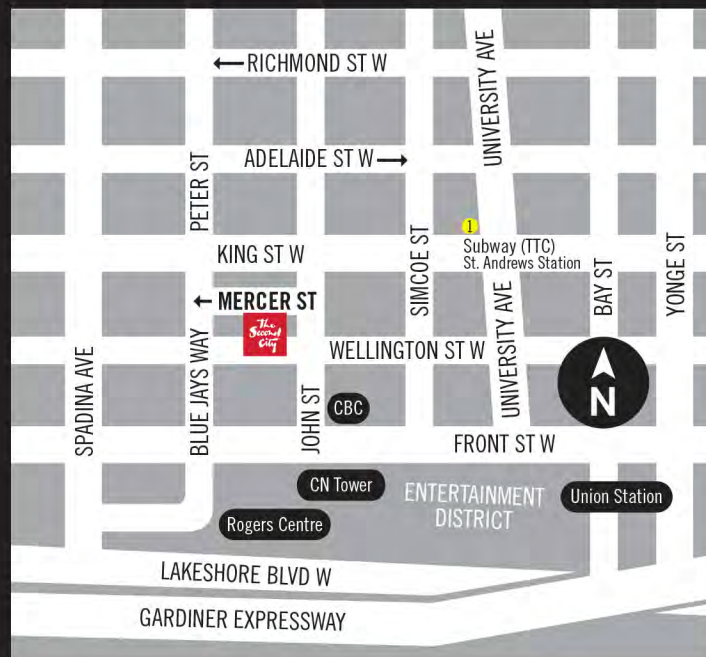 ←RICHMOND ST W
UNIVERSITY AVE
ADELAIDE ST W→
PETER ST
1
Subway (TTC)
St. Andrews Station
KING ST W
SIMCOE ST
BAY ST
YONGE ST
← MERCER ST
The
Second
City
WELLINGTON ST W
UNIVERSITY AVE
SPADINA AVE
BLUE JAYS WAY
JOHN ST
CBC
N
FRONT ST W
CN Tower
ENTERTAINMENT
DISTRICT
Union Station
Rogers Centre
LAKESHORE BLVD W
GARDINER EXPRESSWAY